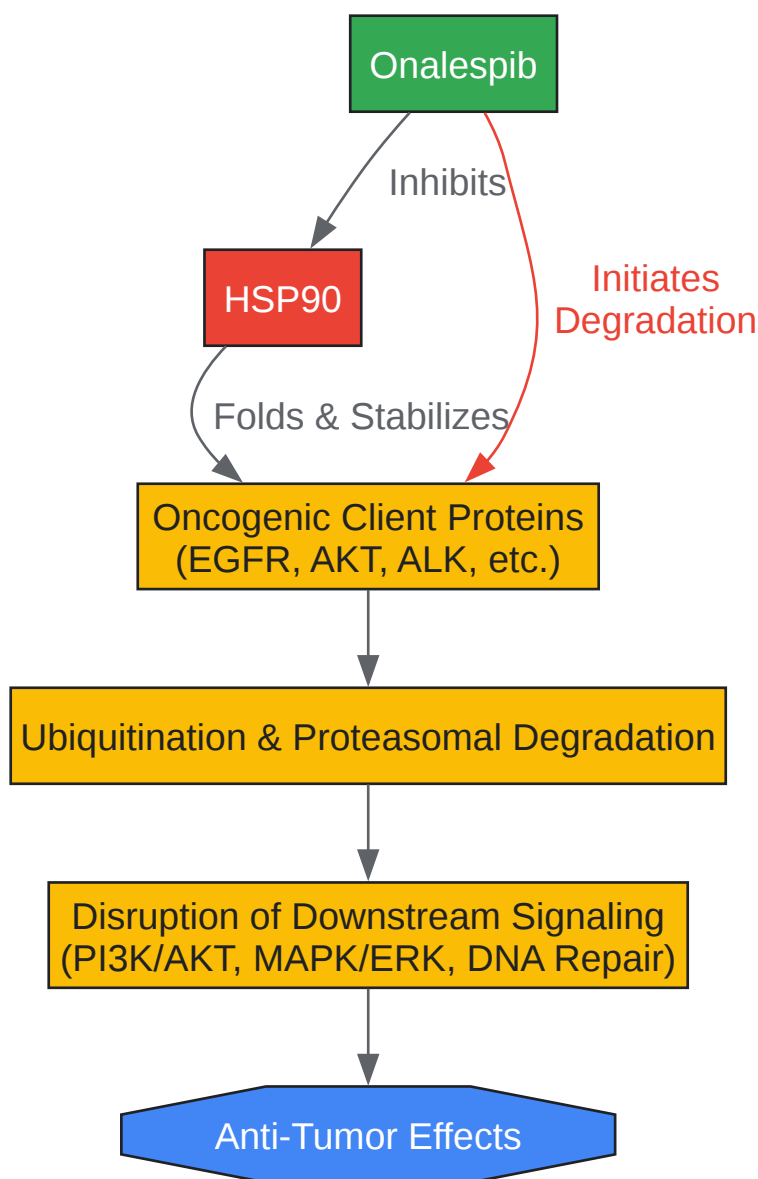 Onalespib
Inhibits
Initiates
Degradation
HSP90
Folds & Stabilizes
Oncogenic Client Proteins
(EGFR, AKT, ALK, etc.)
Ubiquitination & Proteasomal Degradation
Disruption of Downstream Signaling
(PI3K/AKT, MAPK/ERK, DNA Repair)
Anti-Tumor Effects